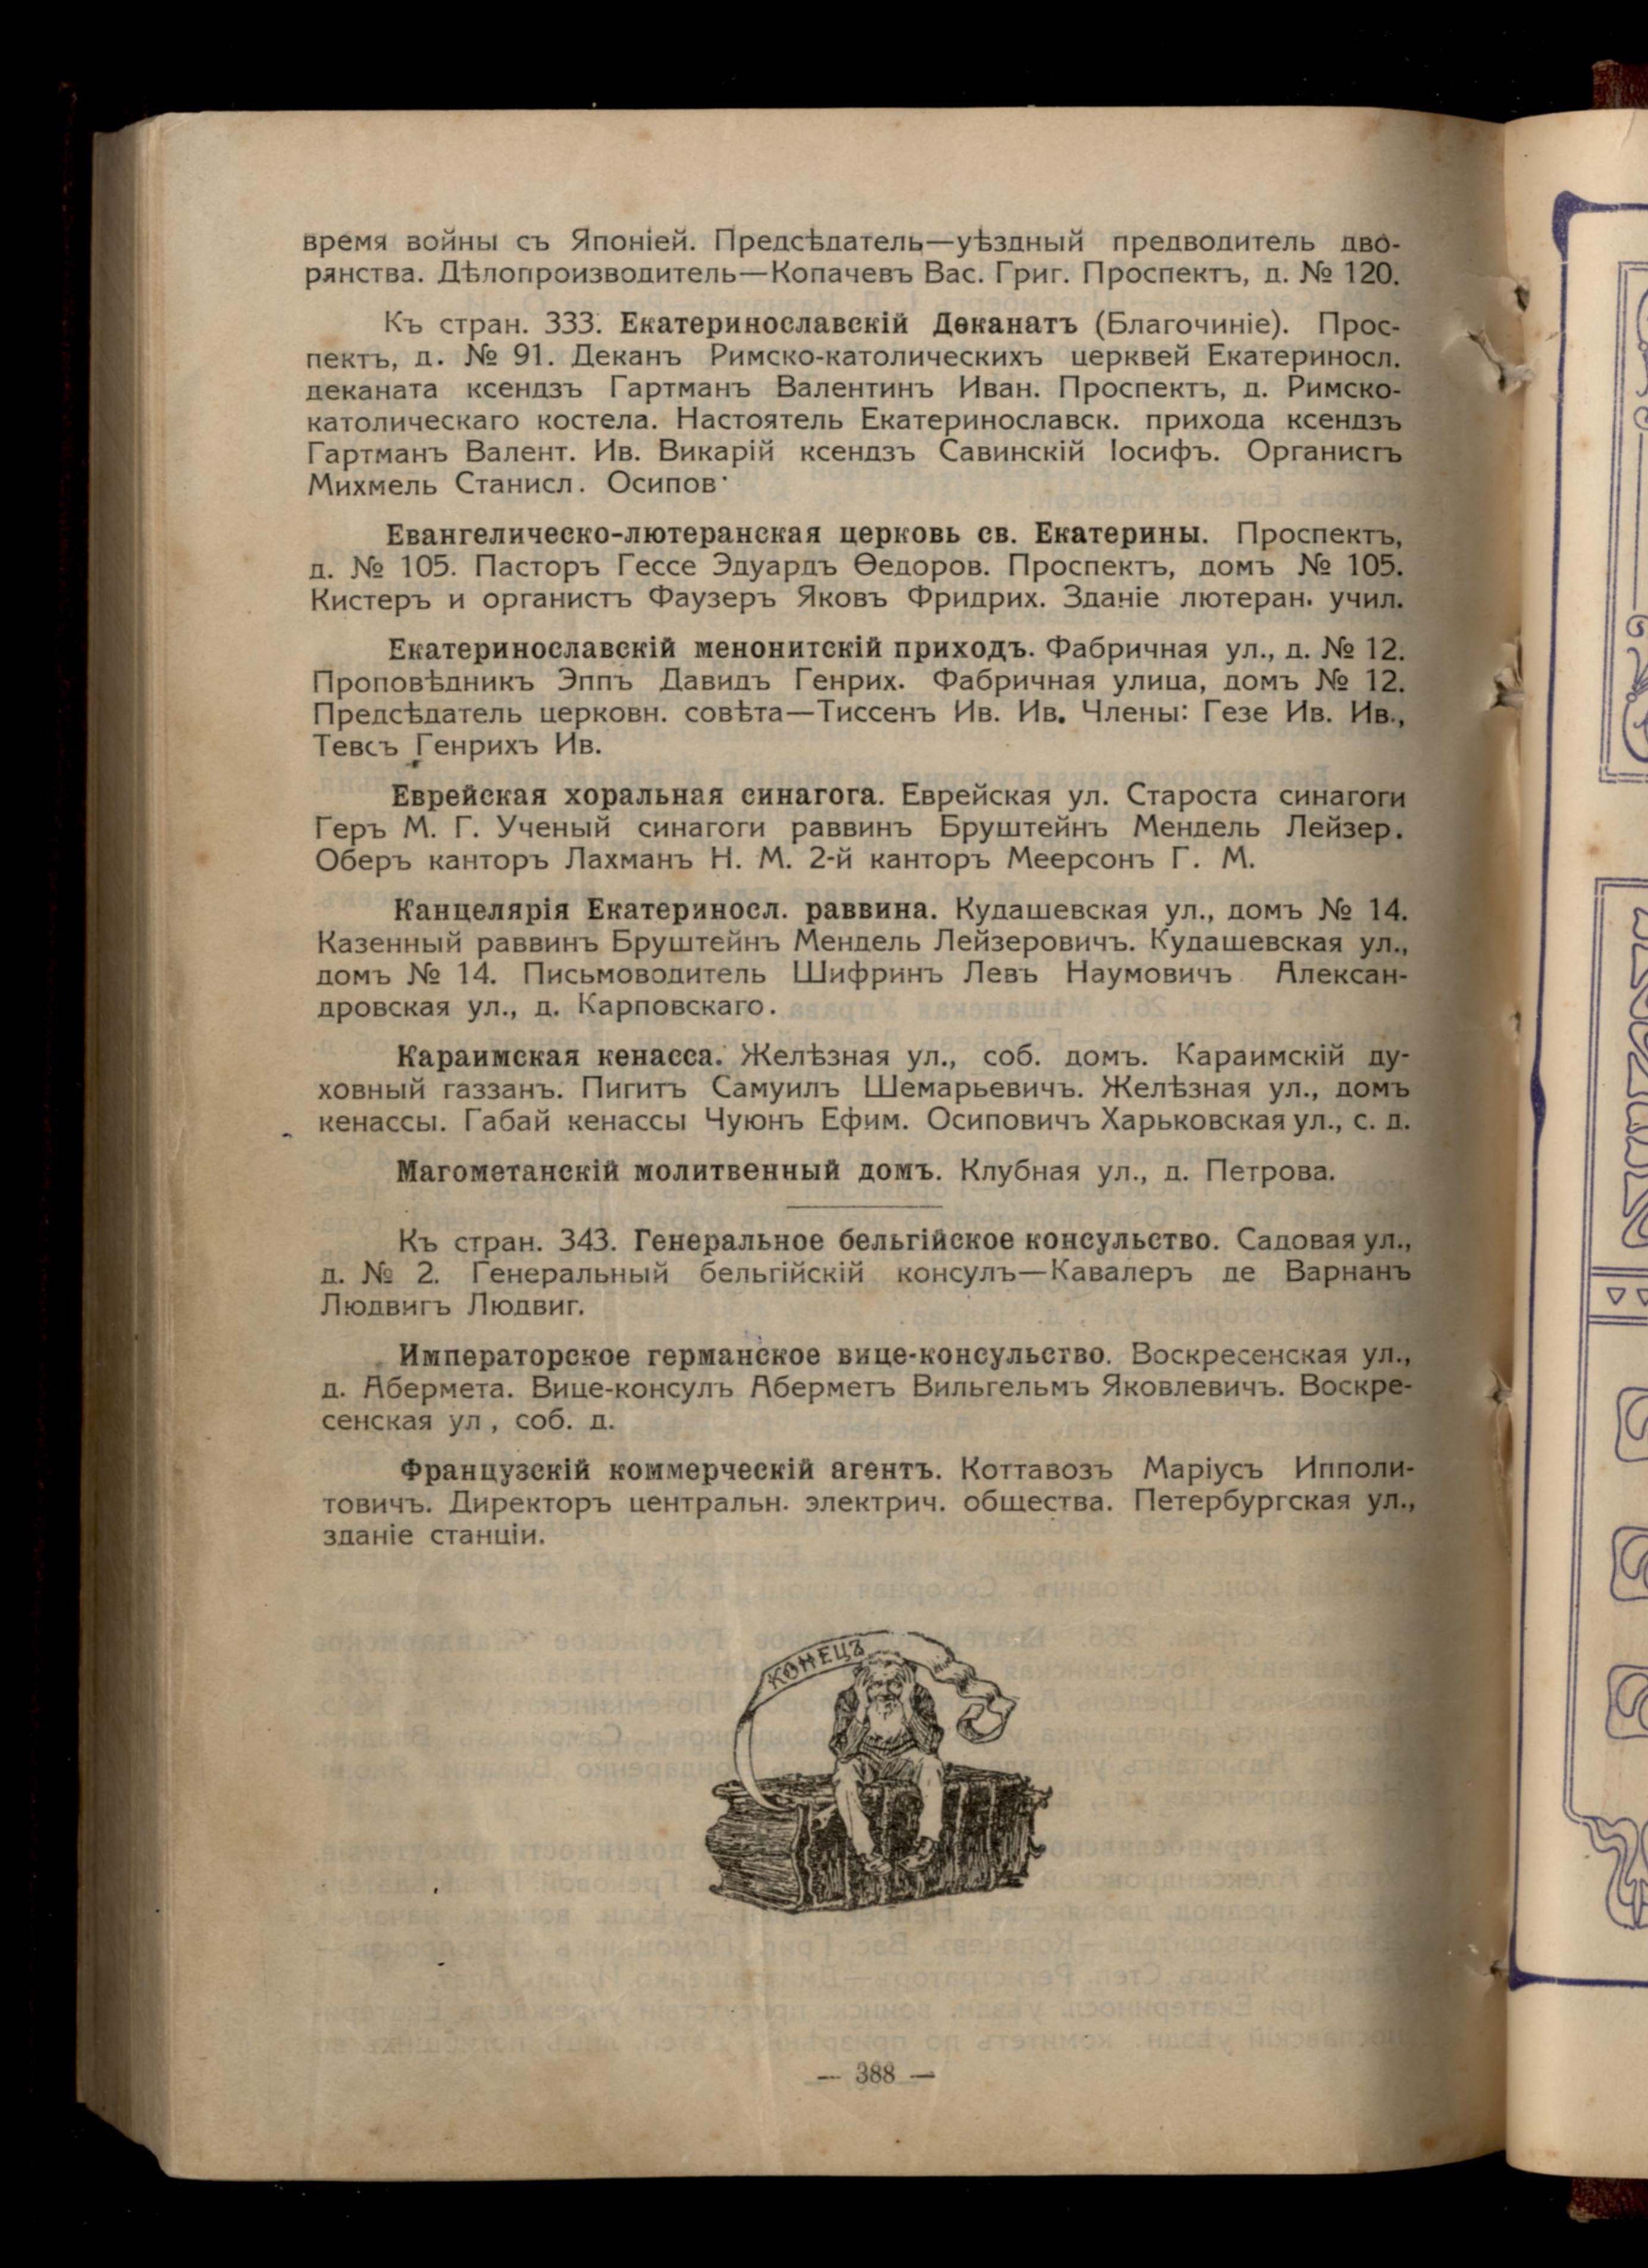 время войны съ Японіей. Предсѣдатель—уѣздный предводитель дво-
рянства. Дѣлопроизводитель—Копачевъ Вас. Григ. Проспектъ, д. № 120.
Къ стран. 333. Екатеринославскій Деканатъ (Благочиніе). Прос-
пектъ, д. № 91. Деканъ Римско-католическихъ церквей Екатериносл.
деканата ксендзъ Гартманъ Валентинъ Иван. Проспектъ, д. Римско-
католическаго костела. Настоятель Екатеринославск. прихода ксендзъ
Гартманъ Валент. Ив. Викарій ксендзъ Савинскій Іосифъ. Органистъ
Михмель Станисл. Осипов.
Евангелическо-лютеранская церковь св. Екатерины. Проспектъ,
д. № 105. Пасторъ Гессе Эдуардъ Ѳедоров. Проспектъ, домъ № 105.
Кистеръ и органистъ Фаузеръ Яковъ Фридрих. Зданіе лютеран. учил.
Екатеринославскій менонитскій приходъ. Фабричная ул., д. № 12.
Проповѣдникъ Эппъ Давидъ Генрих. Фабричная улица, домъ № 12.
Предсѣдатель церковн. совѣта—Тиссенъ Ив. Ив. Члены: Гезе Ив. Ив.,
Тевсъ Генрихъ Ив.
Еврейская хоральная синагога. Еврейская ул. Староста синагоги
Геръ М. Г. Ученый синагоги раввинъ Бруштейнъ Мендель Лейзер.
Оберъ канторъ Лахманъ Н. М. 2-й канторъ Меерсонъ Г. М.
Канцелярія Екатериносл. раввина. Кудашевская ул., домъ № 14.
Казенный раввинъ Бруштейнъ Мендель Лейзеровичъ. Кудашевская ул.,
домъ № 14. Письмоводитель Шифринъ Левъ Наумовичъ. Алексан-
дровская ул., д. Карповскаго.
Караимская кенасса. Желѣзная ул., соб. домъ. Караимскій ду-
ховный газзанъ. Пигитъ Самуилъ Шемарьевичъ. Желѣзная ул., домъ
кенассы. Габай кенассы Чуюнъ Ефим. Осиповичъ Харьковская ул., с. д.
Магометанскій молитвенный домъ. Клубная ул., д. Петрова.
Къ стран. 343. Генеральное бельгійское консульство. Садовая ул.,
д. № 2. Генеральный бельгійскій консулъ—Кавалеръ де Варнанъ
Людвигъ Людвиг.
Императорское германское вице-консульство. Воскресенская ул.,
д. Абермета. Вице-консулъ Аберметъ Вильгельмъ Яковлевичъ. Воскре-
сенская ул, соб. д.
Французскій коммерческій агентъ. Коттавозъ Маріусъ Ипполи-
товичъ. Директоръ центральн. электрич. общества. Петербургская ул.,
зданіе станціи.
КОНЕЦЪ
— 388 —